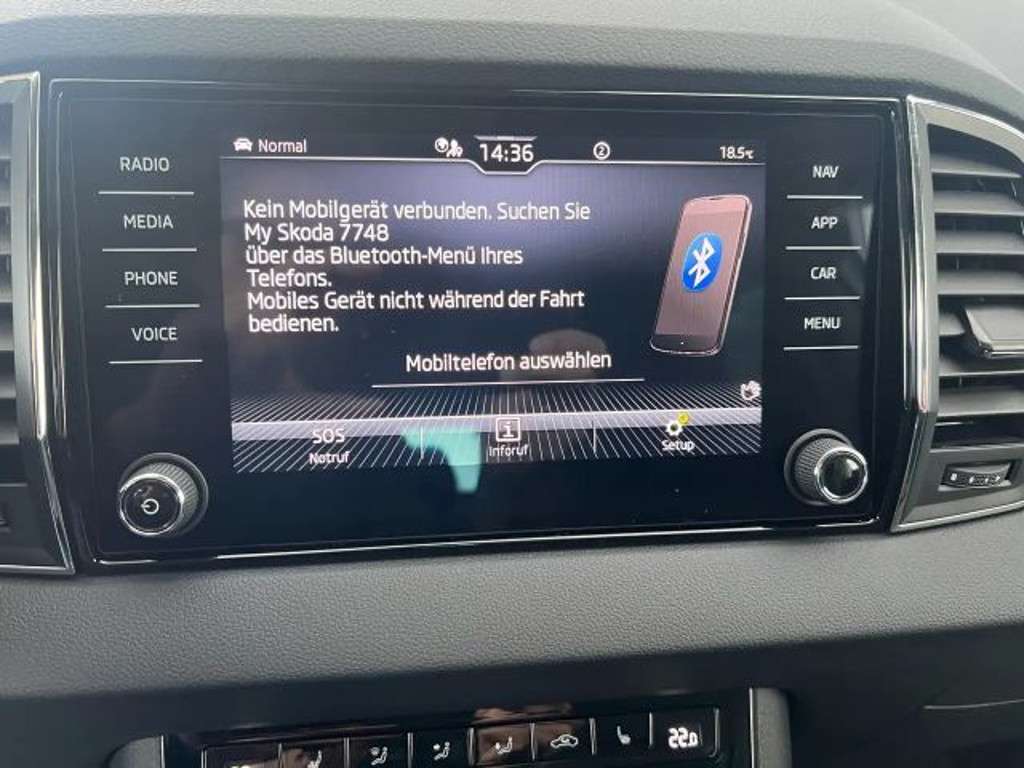 Normal
14:36
2
18.5°C
RADIO
MEDIA
PHONE
VOICE
NAV
APP
CAR
MENU
Kein Mobilgerät verbunden. Suchen Sie
My Skoda 7748
über das Bluetooth-Menü Ihres
Telefons.
Mobiles Gerät nicht während der Fahrt
bedienen.
Mobiltelefon auswählen
SOS
Notruf
i
Inforuf
Setup
22.0